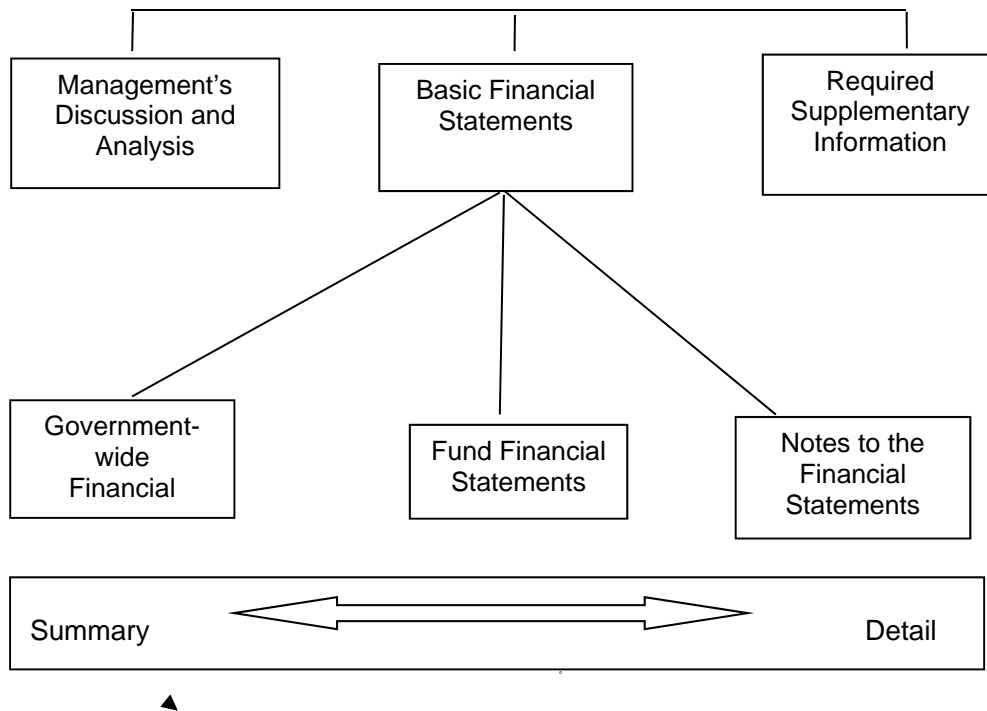 Management's
Discussion and
Analysis
Basic Financial
Statements
Required
Supplementary
Information
Government-
wide
Financial
Fund Financial
Statements
Notes to the
Financial
Statements
Summary
Detail